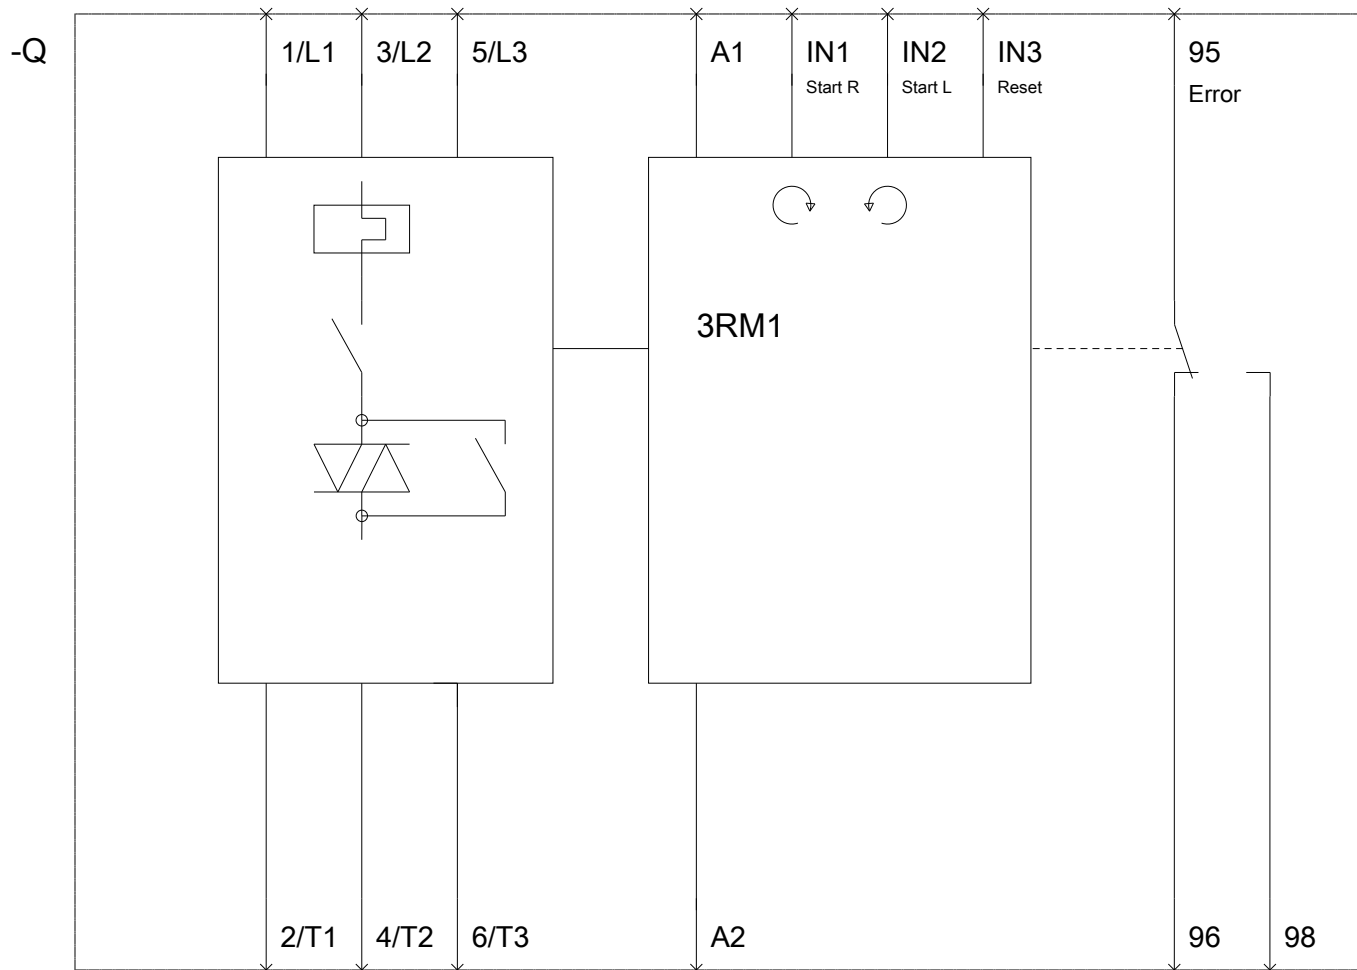 -Q
1/L1 3/L2 5/L3 A1 IN1 IN2 IN3 95
Start R Start L Reset Error
3RM1
2/T1 4/T2 6/T3 A2 96 98